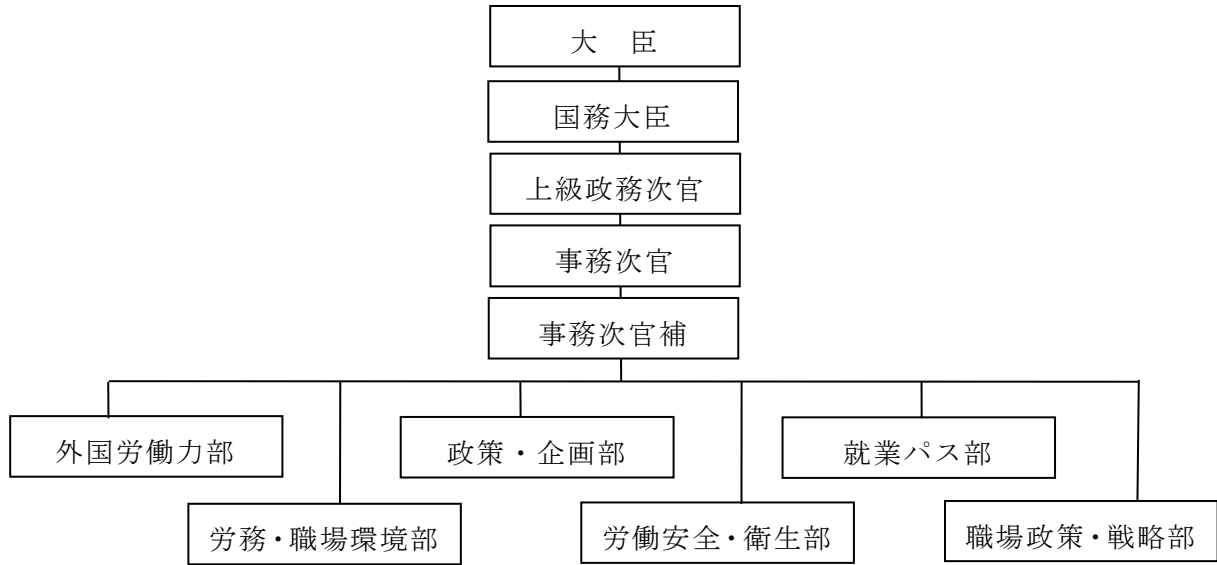 大　臣
国務大臣
上級政務次官
事務次官
事務次官補
外国労働力部
政策・企画部
就業パス部
労務・職場環境部
労働安全・衛生部
職場政策・戦略部